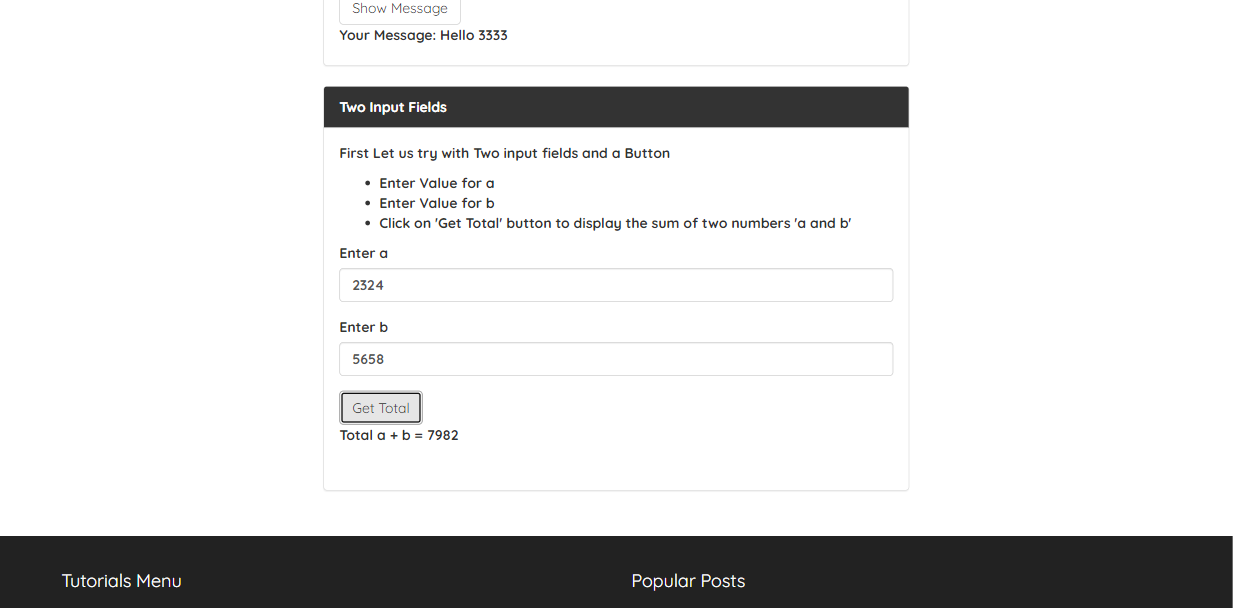 Show Message
Your Message: Hello 3333
Two Input Fields
First Let us try with Two input fields and a Button
Enter Value for a
Enter Value for b
Click on 'Get Total' button to display the sum of two numbers 'a and b'
Enter a
2324
Enter b
5658
Get Total
Total a + b = 7982
Tutorials Menu
Popular Posts